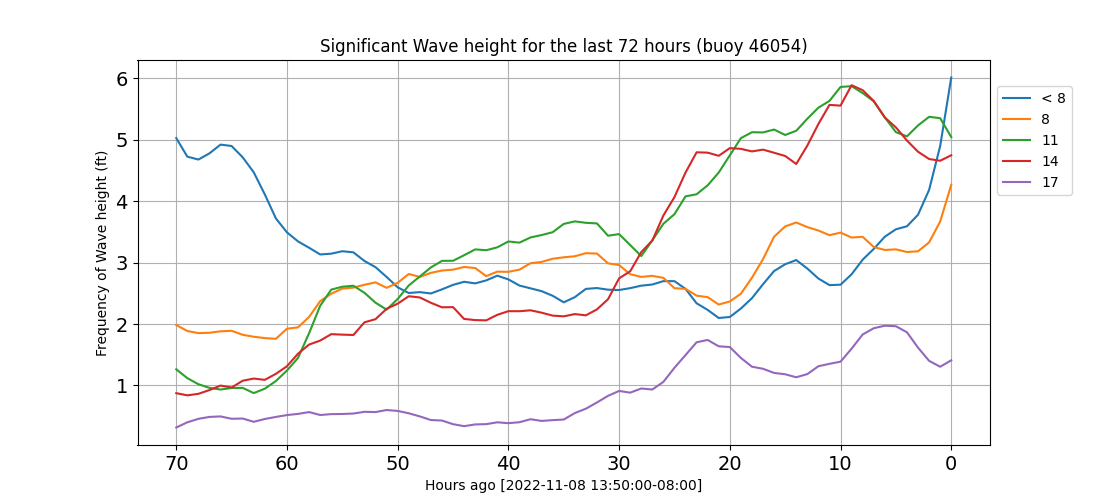 Significant Wave height for the last 72 hours (buoy 46054)
Frequency of Wave height (ft)
6
5
4
3
2
1
70 60 50 40 30 20 10 0
Hours ago [2022-11-08 13:50:00-08:00]
< 8
8
11
14
17